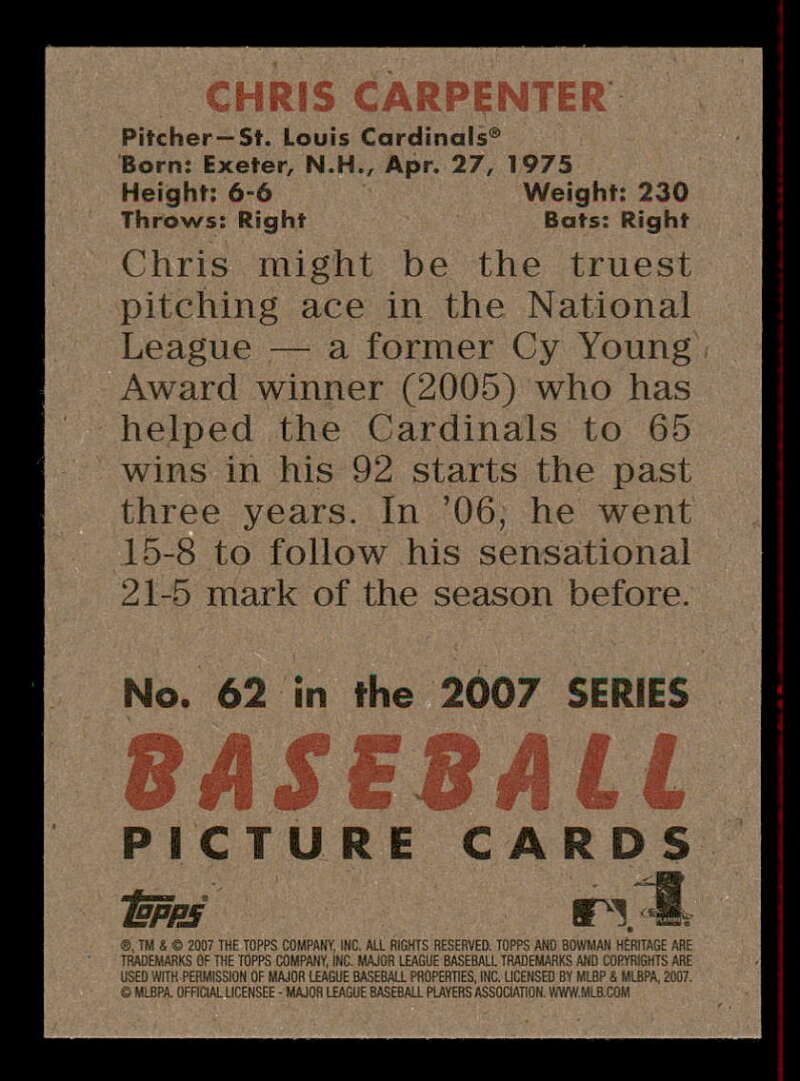 CHRIS CARPENTER
Pitcher—St. Louis Cardinals®
Born: Exeter, N.H., Apr. 27, 1975
Height: 6-6 Weight: 230
Throws: Right Bats: Right
Chris might be the truest
pitching ace in the National
League — a former Cy Young
Award winner (2005) who has
helped the Cardinals to 65
wins in his 92 starts the past
three years. In ’06, he went
15-8 to follow his sensational
21-5 mark of the season before.
No. 62 in the 2007 SERIES
BASEBALL
PICTURE CARDS
Topps
®, TM & © 2007 THE TOPPS COMPANY, INC. ALL RIGHTS RESERVED. TOPPS AND BOWMAN HERITAGE ARE
TRADEMARKS OF THE TOPPS COMPANY, INC. MAJOR LEAGUE BASEBALL TRADEMARKS AND COPYRIGHTS ARE
USED WITH PERMISSION OF MAJOR LEAGUE BASEBALL PROPERTIES, INC. LICENSED BY MLBP & MLBPA, 2007.
© MLBPA. OFFICIAL LICENSEE - MAJOR LEAGUE BASEBALL PLAYERS ASSOCIATION. WWW.MLB.COM